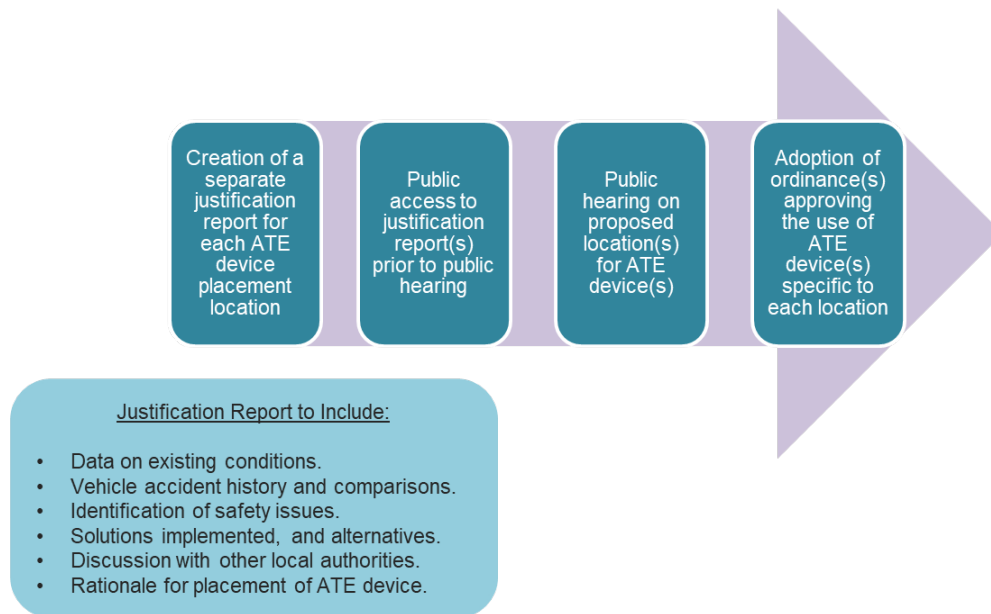 Creation of a
separate
justification
report for
each ATE
device
placement
location
Public
access to
justification
report(s)
prior to public
hearing
Public
hearing on
proposed
location(s)
for ATE
device(s)
Adoption of
ordinance(s)
approving
the use of
ATE
device(s)
specific to
each location
Justification Report to Include:
• Data on existing conditions.
• Vehicle accident history and comparisons.
• Identification of safety issues.
• Solutions implemented, and alternatives.
• Discussion with other local authorities.
• Rationale for placement of ATE device.